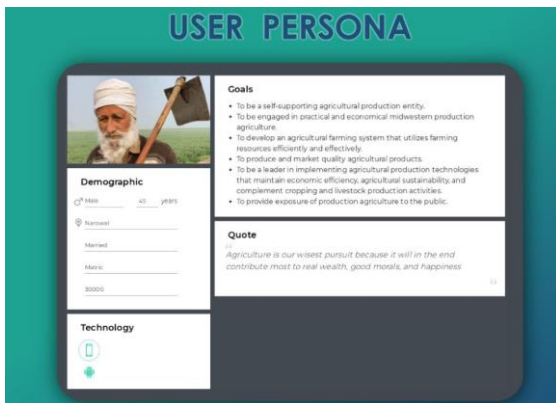 USER PERSONA
Goals
• To be a self-supporting agricultural production entity.
• To be engaged in practical and economical midwestern production
agriculture.
• To develop an agricultural farming system that utilizes farming
resources efficiently and effectively.
• To produce and market quality agricultural products.
• To be a leader in implementing agricultural production technologies
that maintain economic efficiency, agricultural sustainability, and
complement cropping and livestock production activities.
• To provide exposure of production agriculture to the public.
Demographic
Male 45 years
Narowal
Married
Matric
30000
Quote
“
Agriculture is our wisest pursuit because it will in the end
contribute most to real wealth, good morals, and happiness
”
Technology